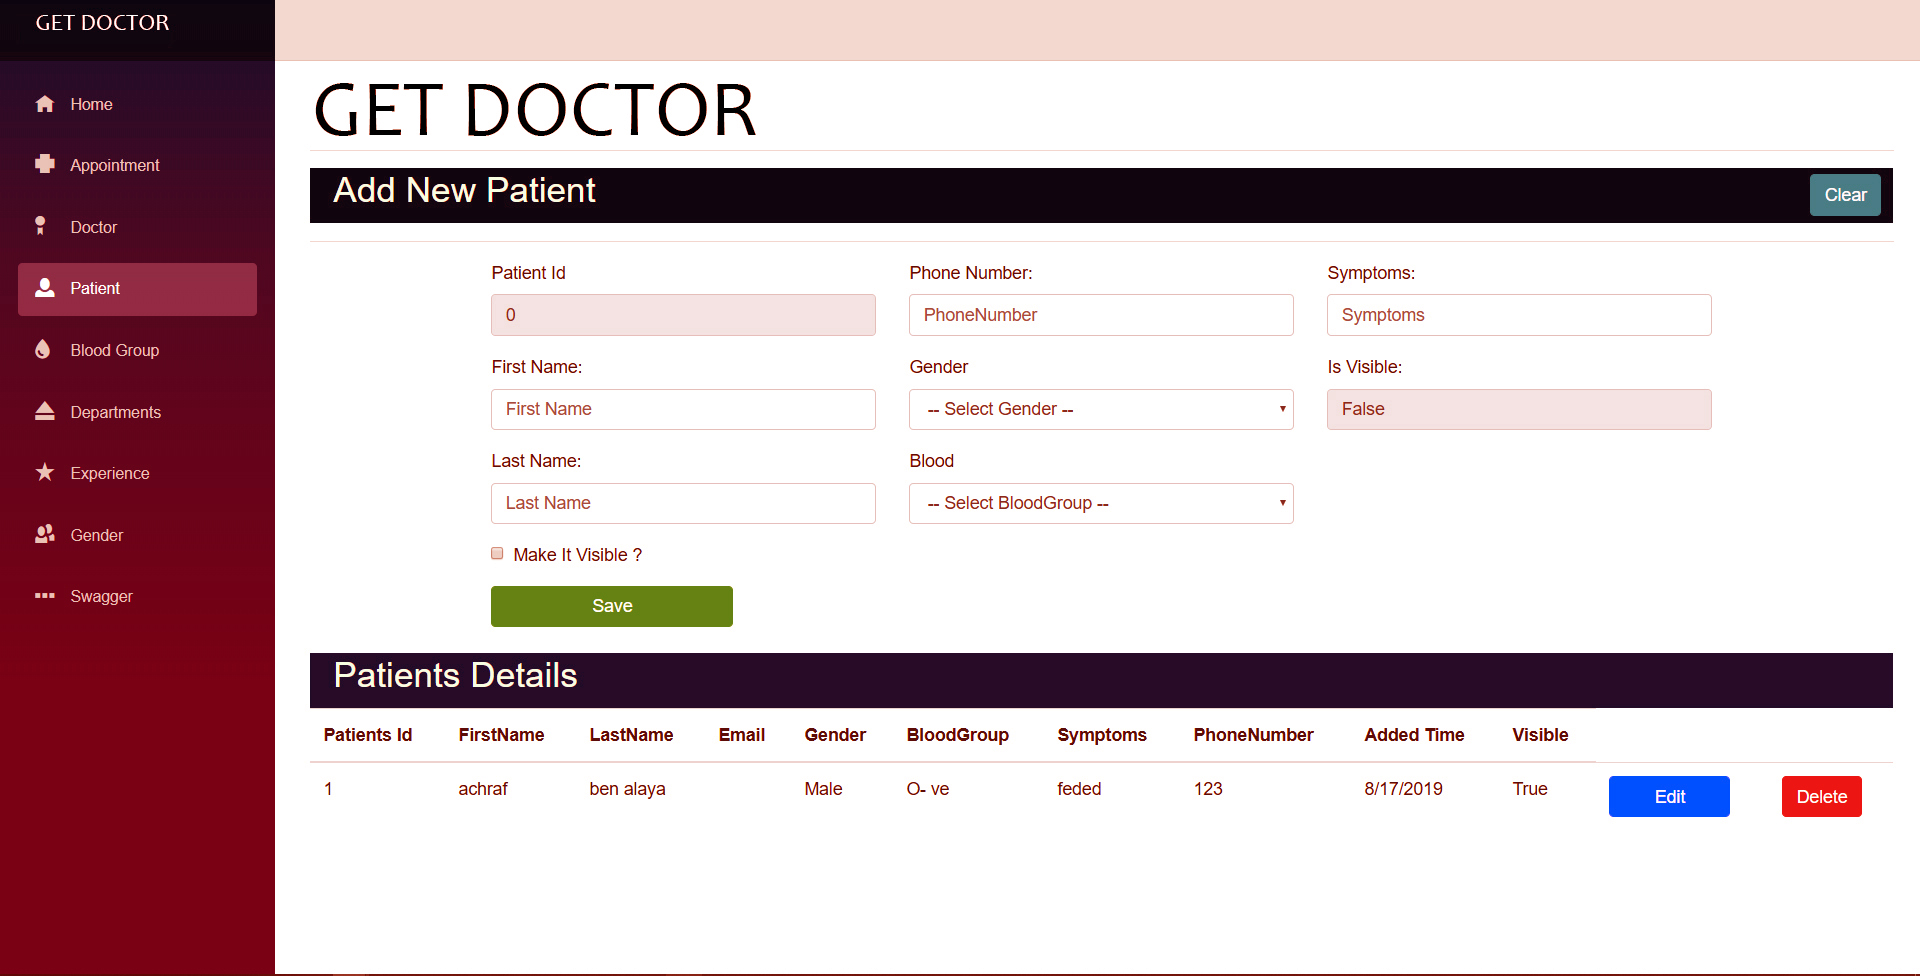 GET DOCTOR
Home
Appointment
Doctor
Patient
Blood Group
Departments
Experience
Gender
Swagger
GET DOCTOR
Add New Patient
Clear
Patient Id
Phone Number:
Symptoms:
0
PhoneNumber
Symptoms
First Name:
Gender
Is Visible:
First Name
-- Select Gender --
False
Last Name:
Blood
Last Name
-- Select BloodGroup --
Make It Visible ?
Save
Patients Details
Patients Id FirstName LastName Email Gender BloodGroup Symptoms PhoneNumber Added Time Visible
1 achraf ben alaya Male O- ve feded 123 8/17/2019 True Edit Delete